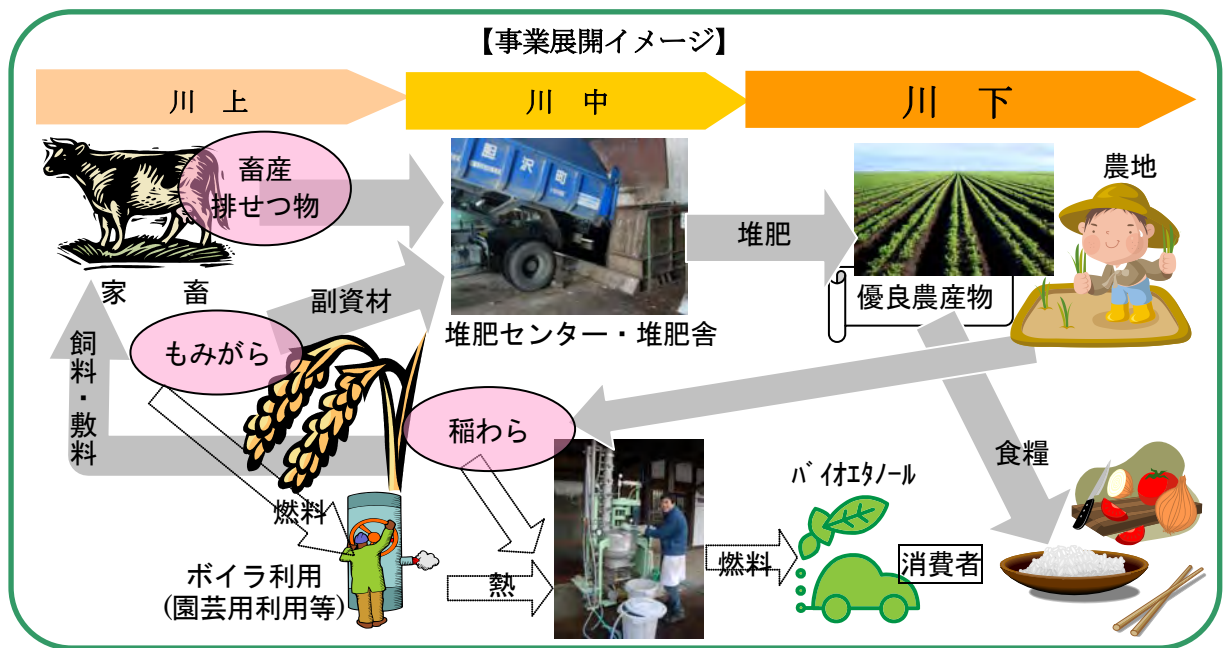 【事業展開イメージ】
川　上
川　中
川　下
畜産
排せつ物
家　畜
副資材
もみがら
飼料・敷料
胆沢町
堆肥センター・堆肥舎
堆肥
農地
優良農産物
稲わら
燃料
ボイラ利用
(園芸用利用等)
熱
燃料
ﾊﾞｲｵｴﾀﾉｰﾙ
消費者
食糧